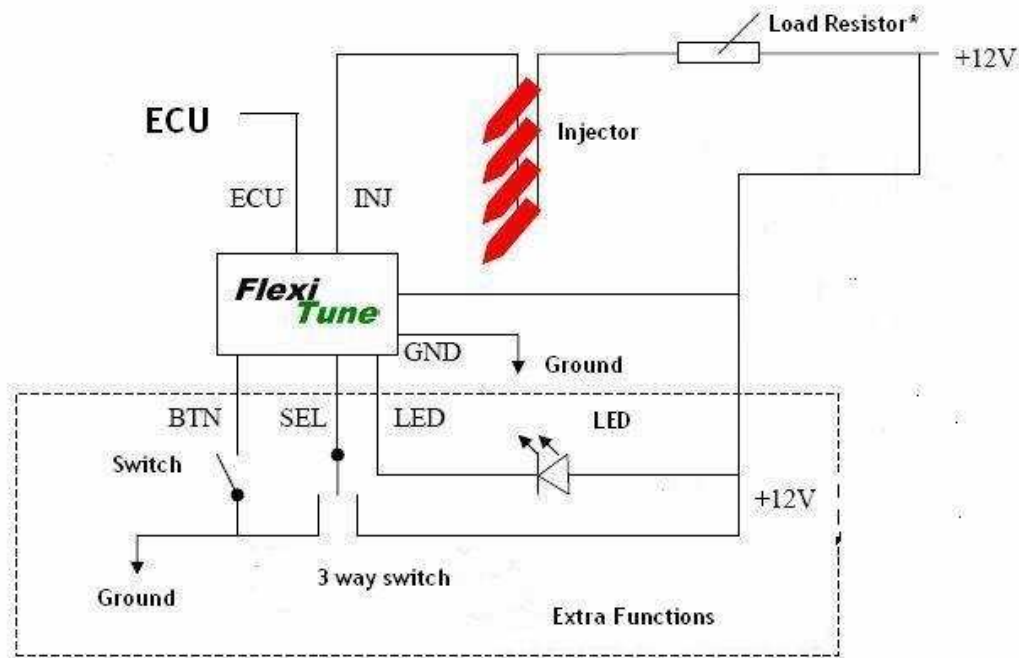 Load Resistor*
+12V
ECU
Injector
ECU
INJ
Flexi
Tune
GND
Ground
BTN
SEL
LED
LED
Switch
+12V
3 way switch
Ground
Extra Functions